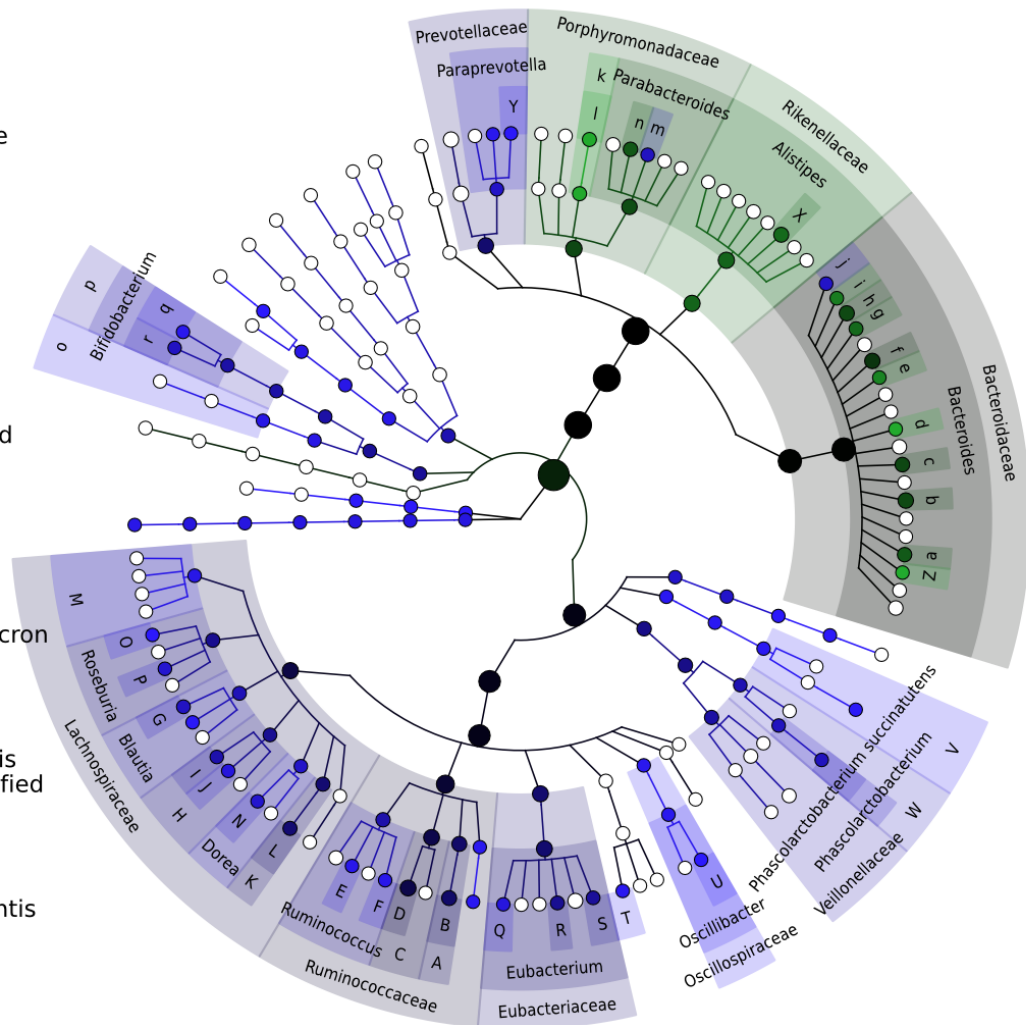 e
d
cron
is
fied
ntis
Prevotellaceae
Paraprevotella
Y
Porphyromonadaceae
k
l
Parabacteroides
n
m
Rikenellaceae
Alistipes
X
j
i
h
g
f
e
d
c
b
a
Z
Bacteroides
Bacteroidaceae
p
o
Bifidobacterium
q
r
M
O
Roseburia
P
G
Blautia
Lachnospiraceae
I
J
H
N
Dorea
L
K
E
F
Ruminococcus
D
C
B
A
Ruminococcaceae
Q
R
S
T
Eubacterium
Eubacteriaceae
U
Oscillibacter
Oscillospiraceae
Phascolarctobacterium succinatutens
Phascolarctobacterium
Veillonellaceae
V
W